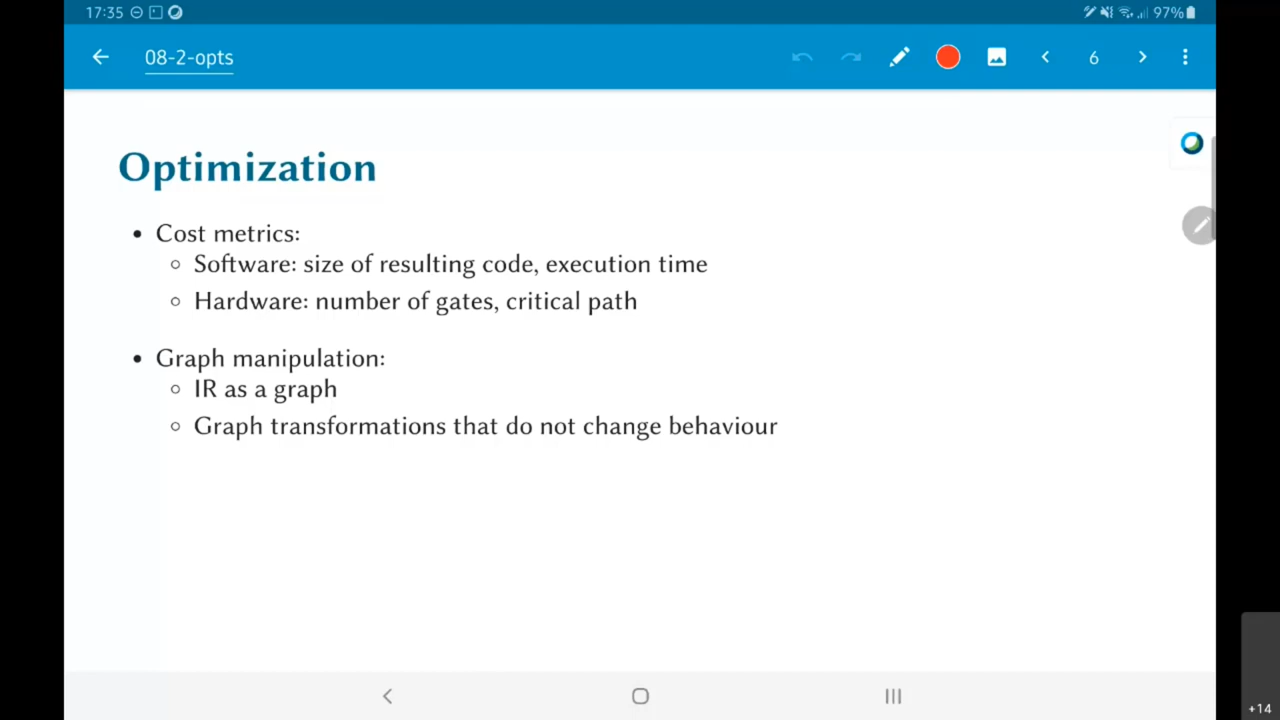 17:35
97%
08-2-opts
6
Optimization
• Cost metrics:
◦ Software: size of resulting code, execution time
◦ Hardware: number of gates, critical path
• Graph manipulation:
◦ IR as a graph
◦ Graph transformations that do not change behaviour
+14